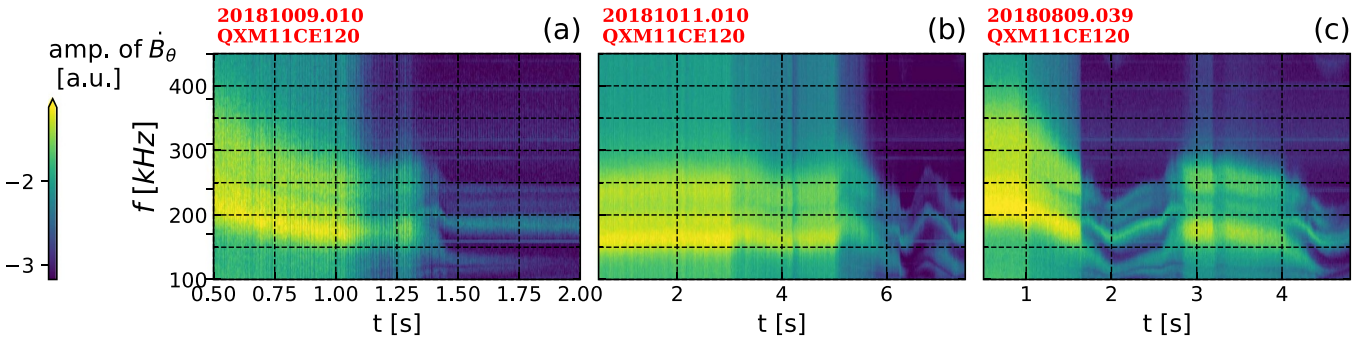 20181009.010
QXM11CE120
(a)
20181011.010
QXM11CE120
(b)
20180809.039
QXM11CE120
(c)
amp. of Ḃ_θ
[a.u.]
−2
−3
f [kHz]
400
300
200
100
0.50 0.75 1.00 1.25 1.50 1.75 2.00
t [s]
2 4 6
t [s]
1 2 3 4
t [s]